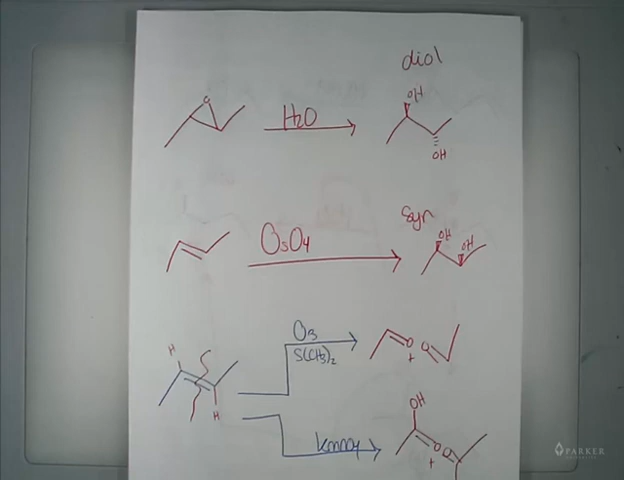 diol
O
H2O
OH
OH
Syn
OsO4
OH
OH
H
H
O3
S(CH3)2
O
+
O
KmnO4
OH
O
+
O
PARKER